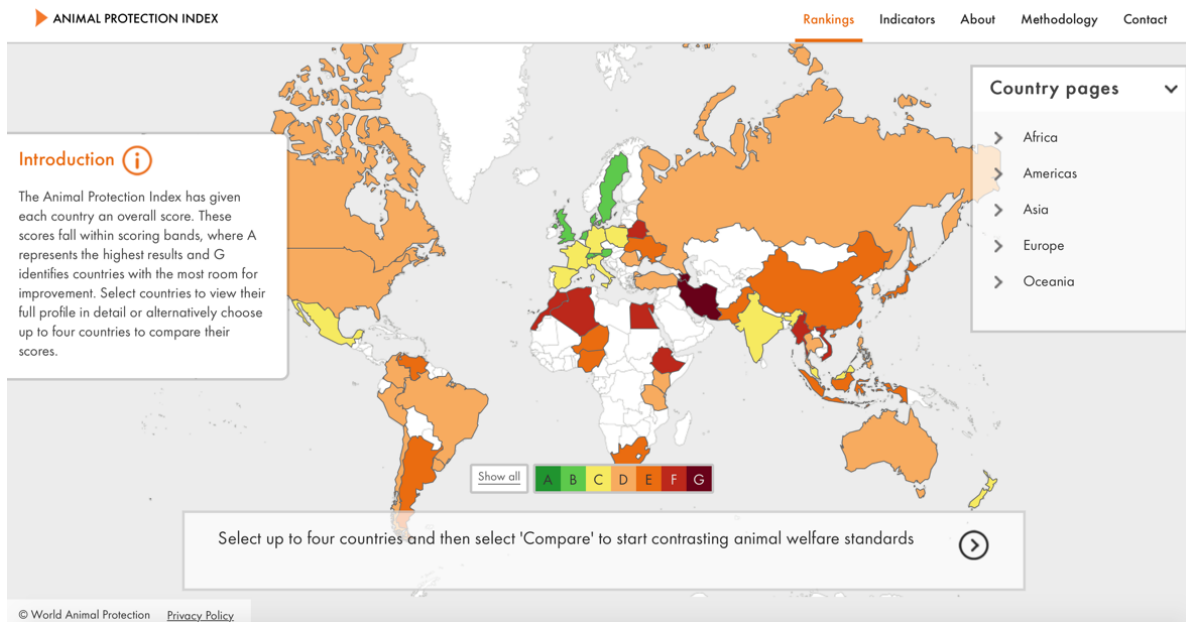 ANIMAL PROTECTION INDEX
Rankings
Indicators
About
Methodology
Contact
Introduction
The Animal Protection Index has given
each country an overall score. These
scores fall within scoring bands, where A
represents the highest results and G
identifies countries with the most room for
improvement. Select countries to view their
full profile in detail or alternatively choose
up to four countries to compare their
scores.
Country pages
Africa
Americas
Asia
Europe
Oceania
Show all
A B C D E F G
Select up to four countries and then select 'Compare' to start contrasting animal welfare standards
© World Animal Protection Privacy Policy